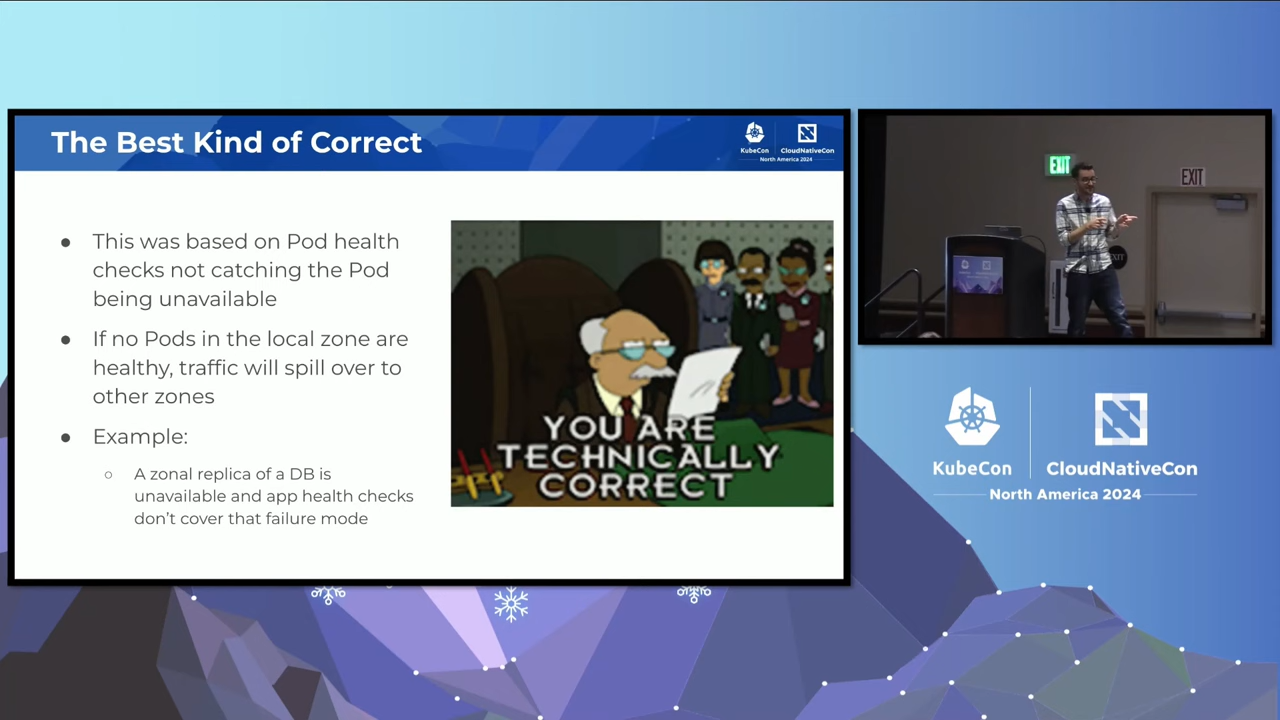 The Best Kind of Correct
KubeCon
CloudNativeCon
North America 2024
● This was based on Pod health
checks not catching the Pod
being unavailable
● If no Pods in the local zone are
healthy, traffic will spill over to
other zones
● Example:
○ A zonal replica of a DB is
unavailable and app health checks
don’t cover that failure mode
YOU ARE
TECHNICALLY
CORRECT
EXIT
EXIT
EXIT
KubeCon
CloudNativeCon
North America 2024